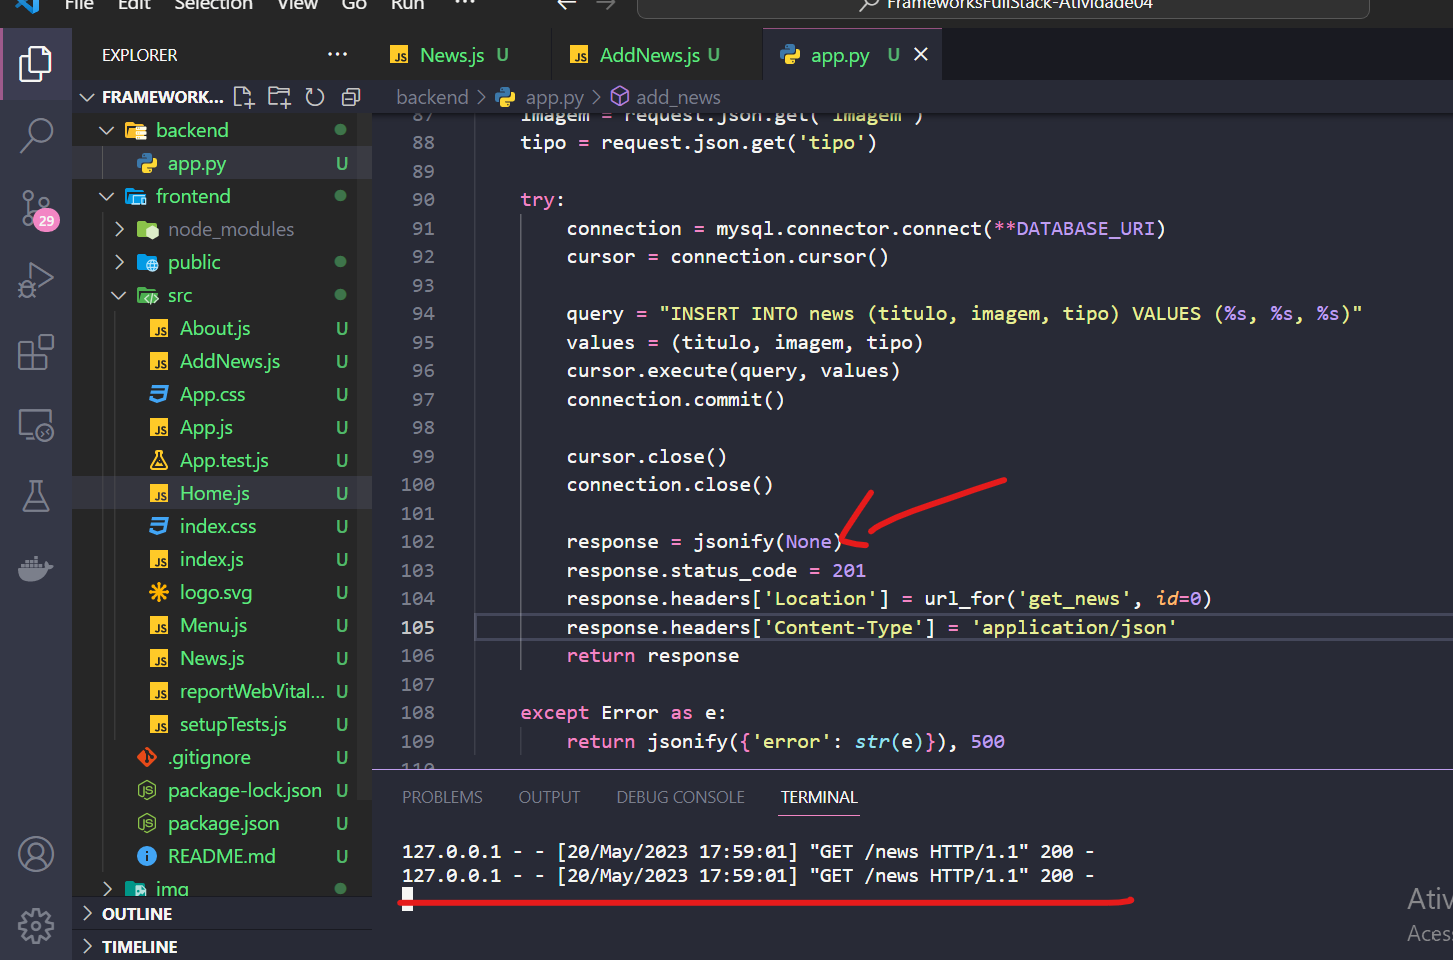 File Edit Selection View Go Run ... FrameworksFullStack-Atividade04
EXPLORER
FRAMEWORK...
backend
app.py U
frontend
node_modules
public
src
About.js U
AddNews.js U
App.css U
App.js U
App.test.js U
Home.js U
index.css U
index.js U
logo.svg U
Menu.js U
News.js U
reportWebVital... U
setupTests.js U
.gitignore U
package-lock.json U
package.json U
README.md U
img
OUTLINE
TIMELINE
29
JS News.js U
JS AddNews.js U
app.py U
backend > app.py > add_news
87 imagem = request.json.get('imagem')
88 tipo = request.json.get('tipo')
89
90 try:
91 connection = mysql.connector.connect(**DATABASE_URI)
92 cursor = connection.cursor()
93
94 query = "INSERT INTO news (titulo, imagem, tipo) VALUES (%s, %s, %s)"
95 values = (titulo, imagem, tipo)
96 cursor.execute(query, values)
97 connection.commit()
98
99 cursor.close()
100 connection.close()
101
102 response = jsonify(None)
103 response.status_code = 201
104 response.headers['Location'] = url_for('get_news', id=0)
105 response.headers['Content-Type'] = 'application/json'
106 return response
107
108 except Error as e:
109 return jsonify({'error': str(e)}), 500
110
PROBLEMS OUTPUT DEBUG CONSOLE TERMINAL
127.0.0.1 - - [20/May/2023 17:59:01] "GET /news HTTP/1.1" 200 -
127.0.0.1 - - [20/May/2023 17:59:01] "GET /news HTTP/1.1" 200 -
Ativ
Aces